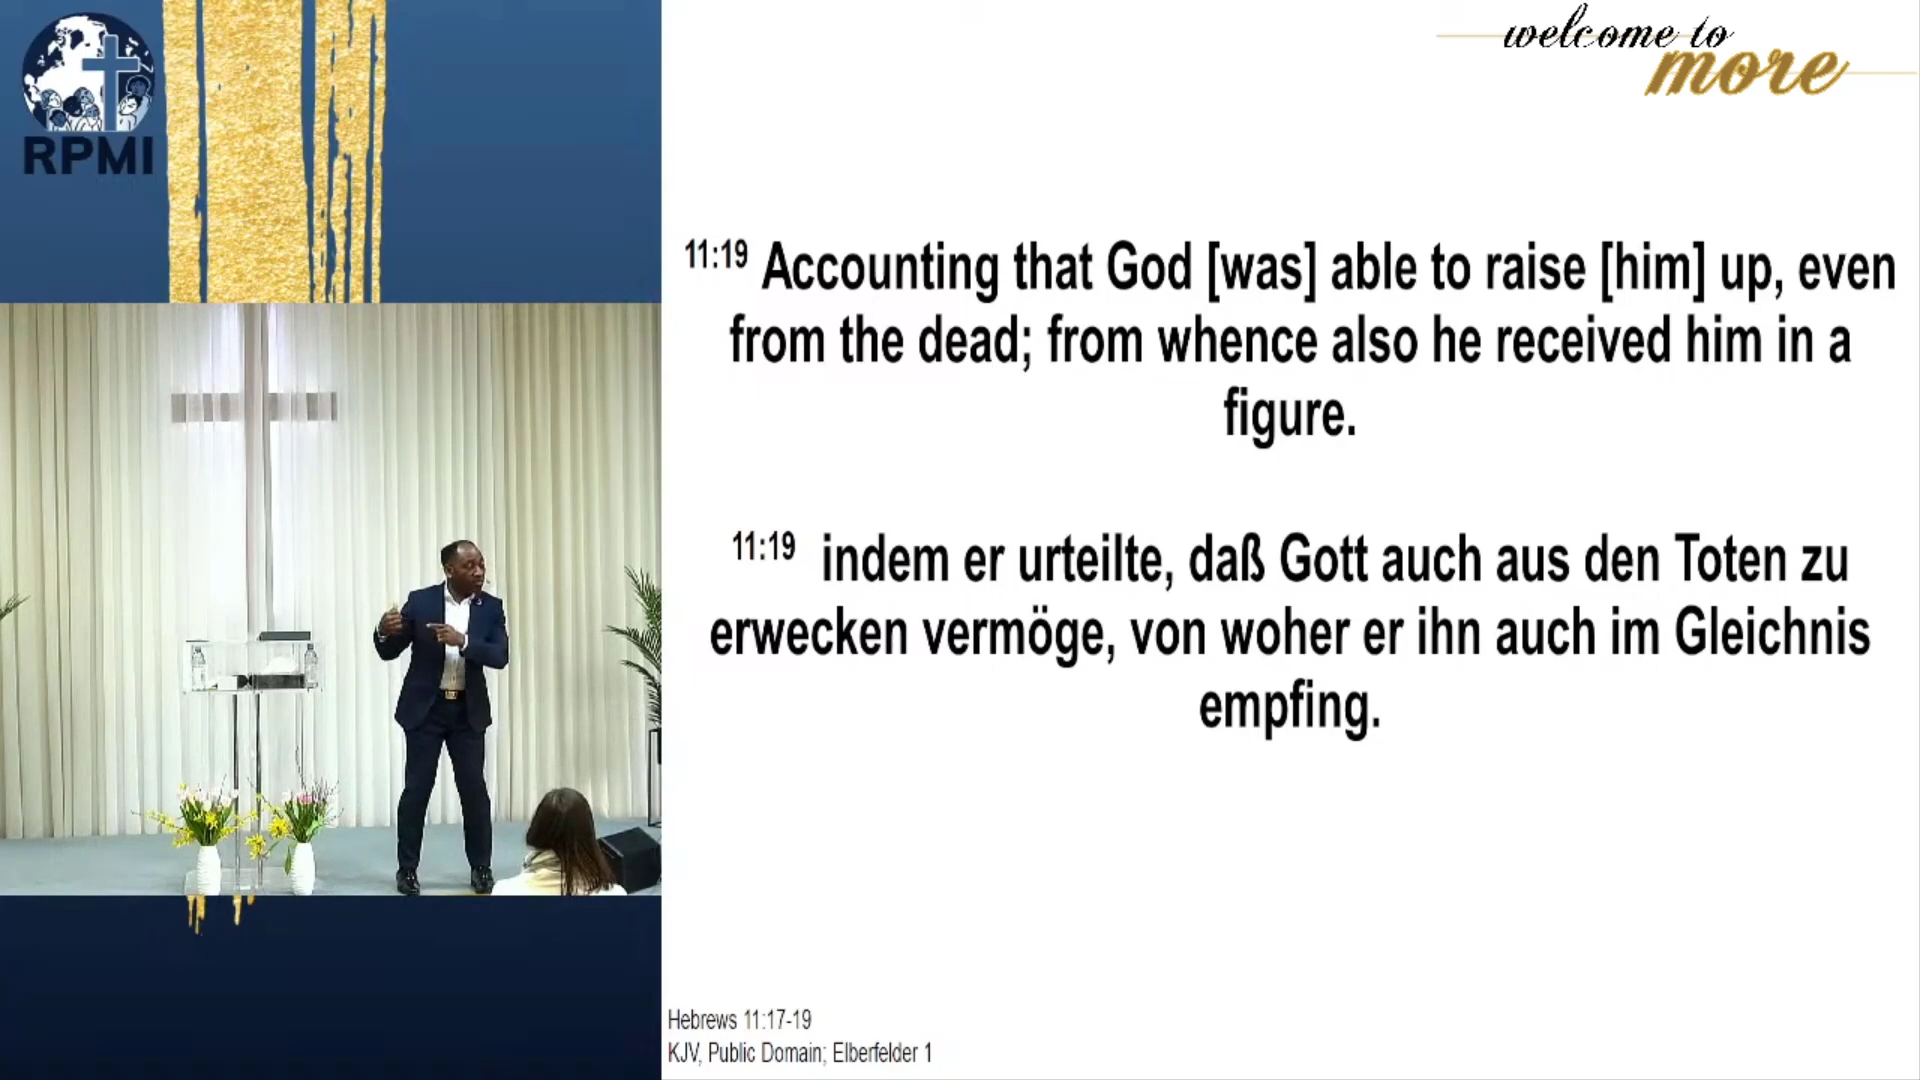 RPMI
welcome to
more
11:19 Accounting that God [was] able to raise [him] up, even
from the dead; from whence also he received him in a
figure.
11:19 indem er urteilte, daß Gott auch aus den Toten zu
erwecken vermöge, von woher er ihn auch im Gleichnis
empfing.
Hebrews 11:17-19
KJV, Public Domain; Elberfelder 1